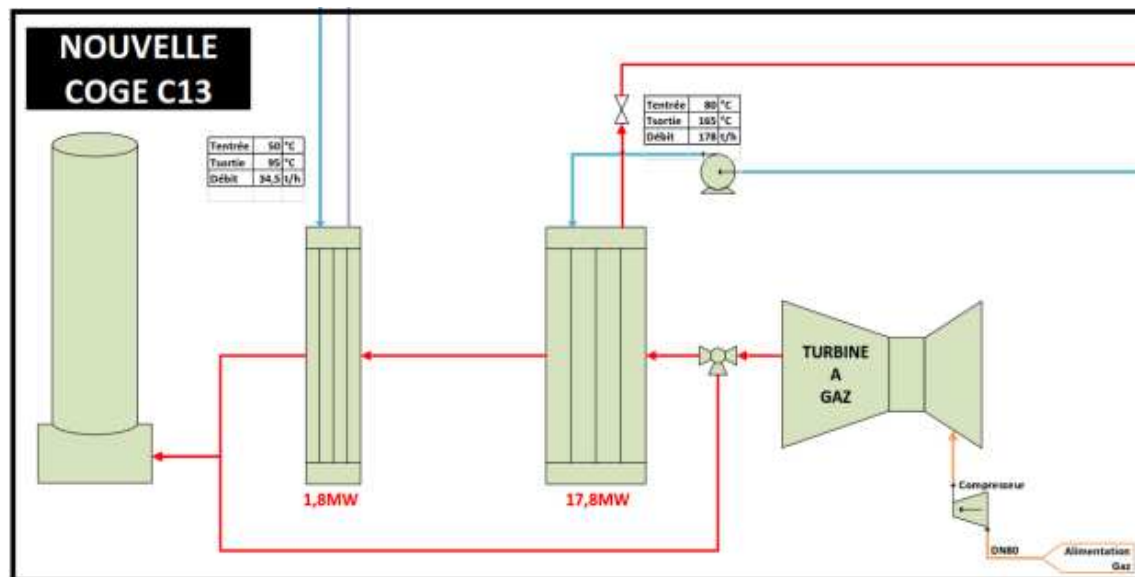 NOUVELLE
COGE C13
Tentrée 80 °C
Tsortie 165 °C
Débit 178 t/h
Tentrée 50 °C
Tsortie 95 °C
Débit 34,5 t/h
TURBINE
A
GAZ
1,8MW
17,8MW
Compresseur
DN80
Alimentation
Gaz